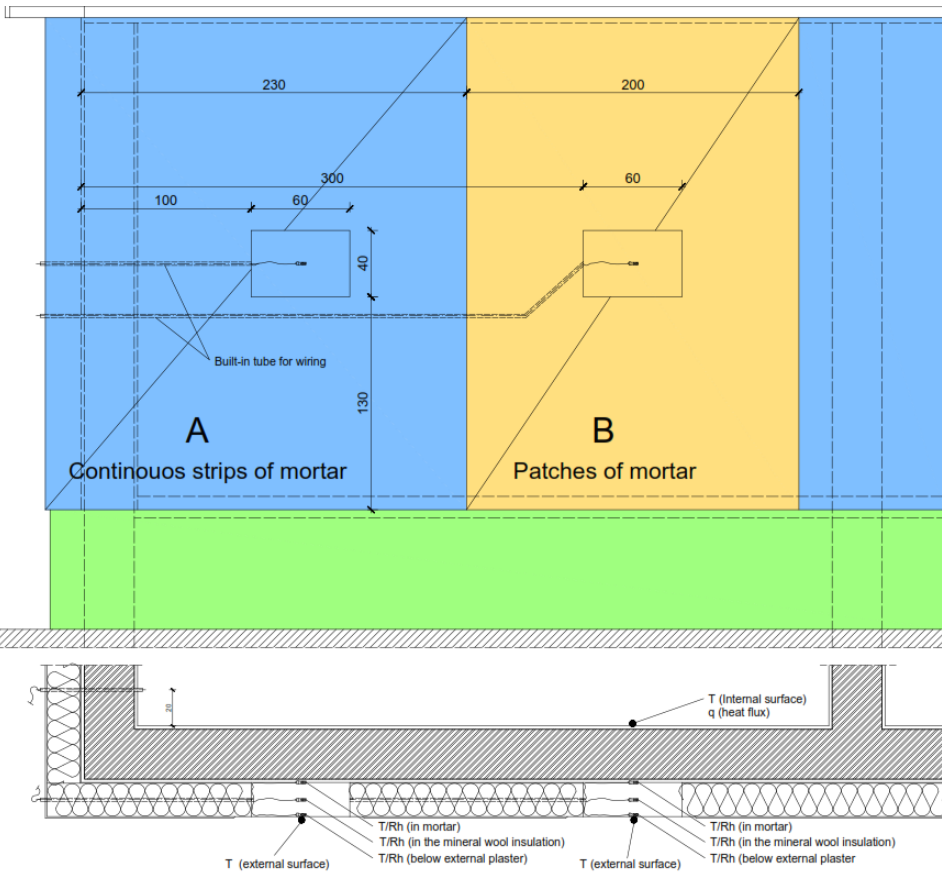 230
200
300
60
100
60
40
Built-in tube for wiring
130
A
B
Continouos strips of mortar
Patches of mortar
20
T (Internal surface)
q (heat flux)
T/Rh (in mortar)
T/Rh (in the mineral wool insulation)
T/Rh (below external plaster)
T (external surface)
T/Rh (in mortar)
T/Rh (in the mineral wool insulation)
T/Rh (below external plaster
T (external surface)